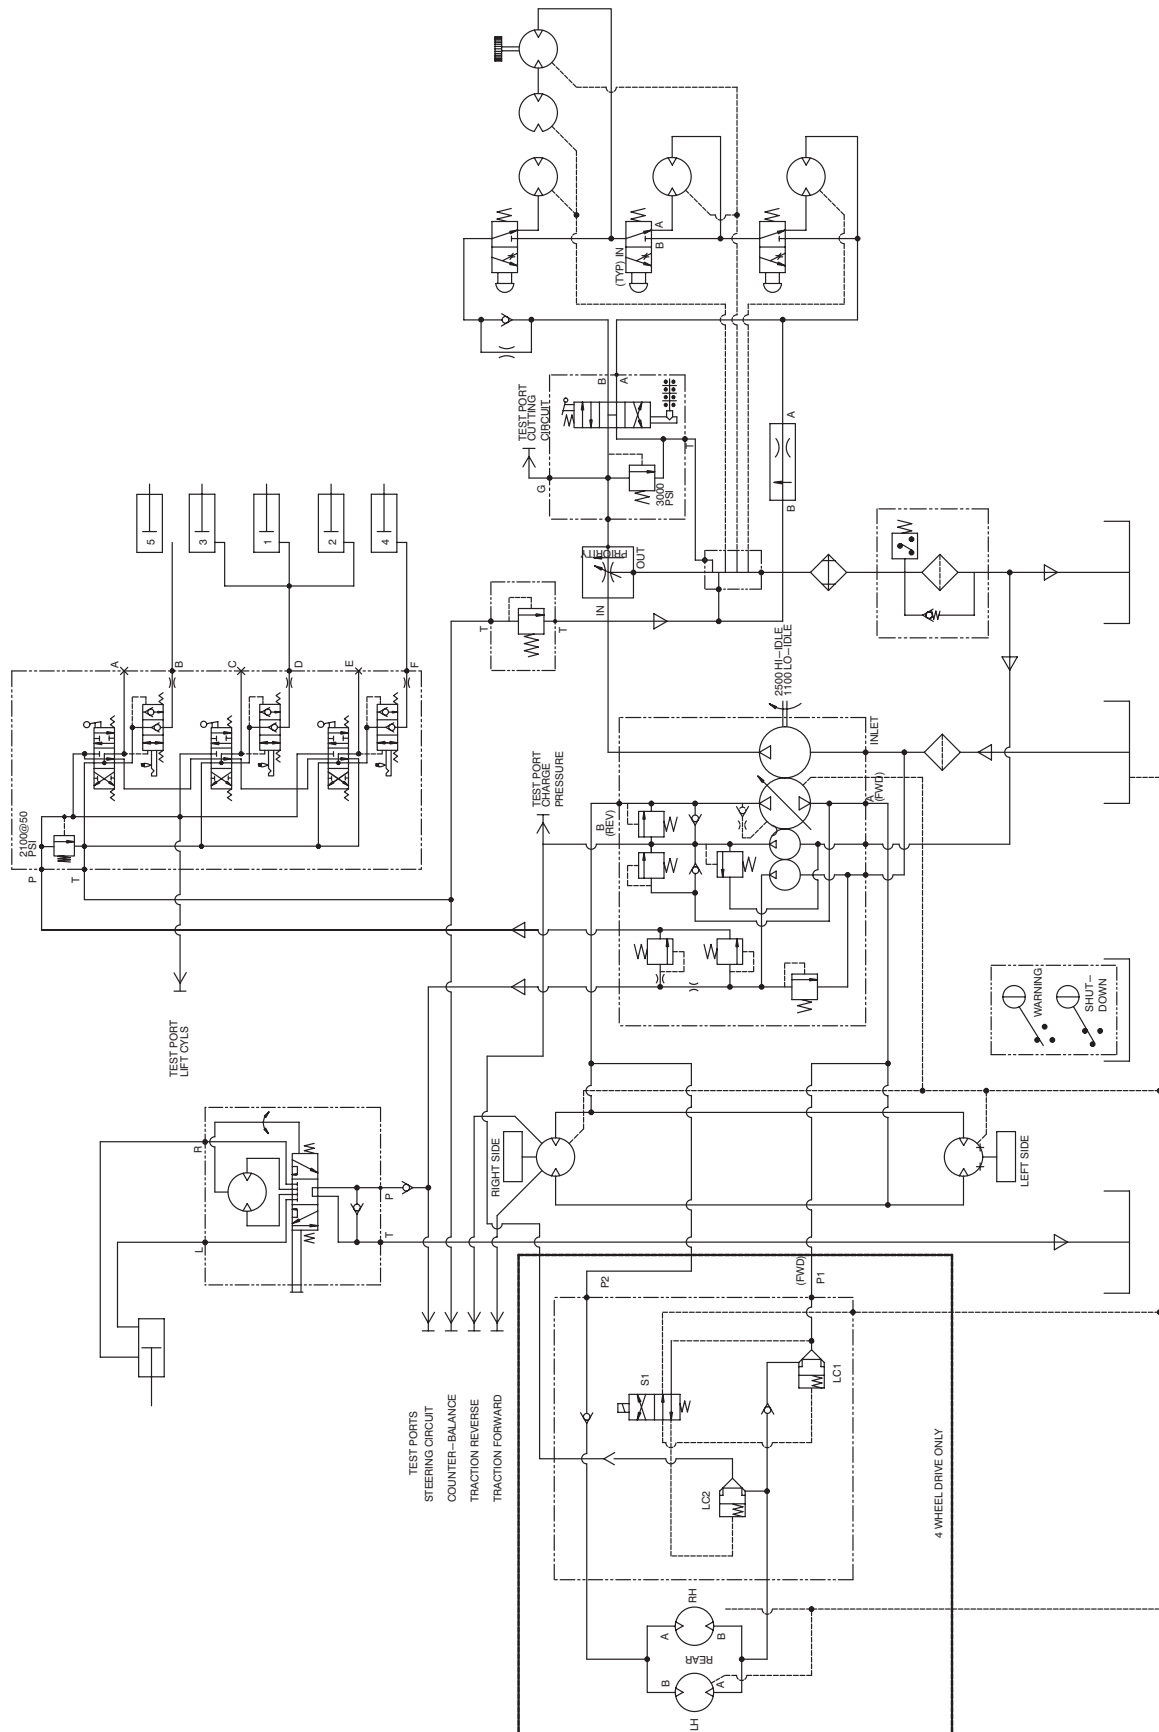 5
3
1
2
4
2100@50
PSI
P
T
A
B
C
D
E
F
TEST PORT
LIFT CYLS
TEST PORT
CUTTING
CIRCUIT
G
B
A
T
3000
PSI
(TYP) IN
A
B
T
T
PRIORITY
IN
OUT
A
B
2500 HI-IDLE
1100 LO-IDLE
TEST PORT
CHARGE
PRESSURE
B
(REV)
A
(FWD)
INLET
WARNING
SHUT-
DOWN
R
L
P
T
RIGHT SIDE
LEFT SIDE
TEST PORTS
STEERING CIRCUIT
COUNTER-BALANCE
TRACTION REVERSE
TRACTION FORWARD
P2
(FWD)
P1
S1
LC1
LC2
4 WHEEL DRIVE ONLY
RH
A
B
REAR
B
A
LH